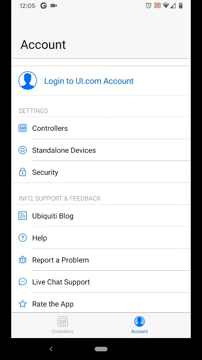 12:05
Account
Login to UI.com Account
SETTINGS
Controllers
Standalone Devices
Security
INFO, SUPPORT & FEEDBACK
Ubiquiti Blog
Help
Report a Problem
Live Chat Support
Rate the App
Controllers
Account